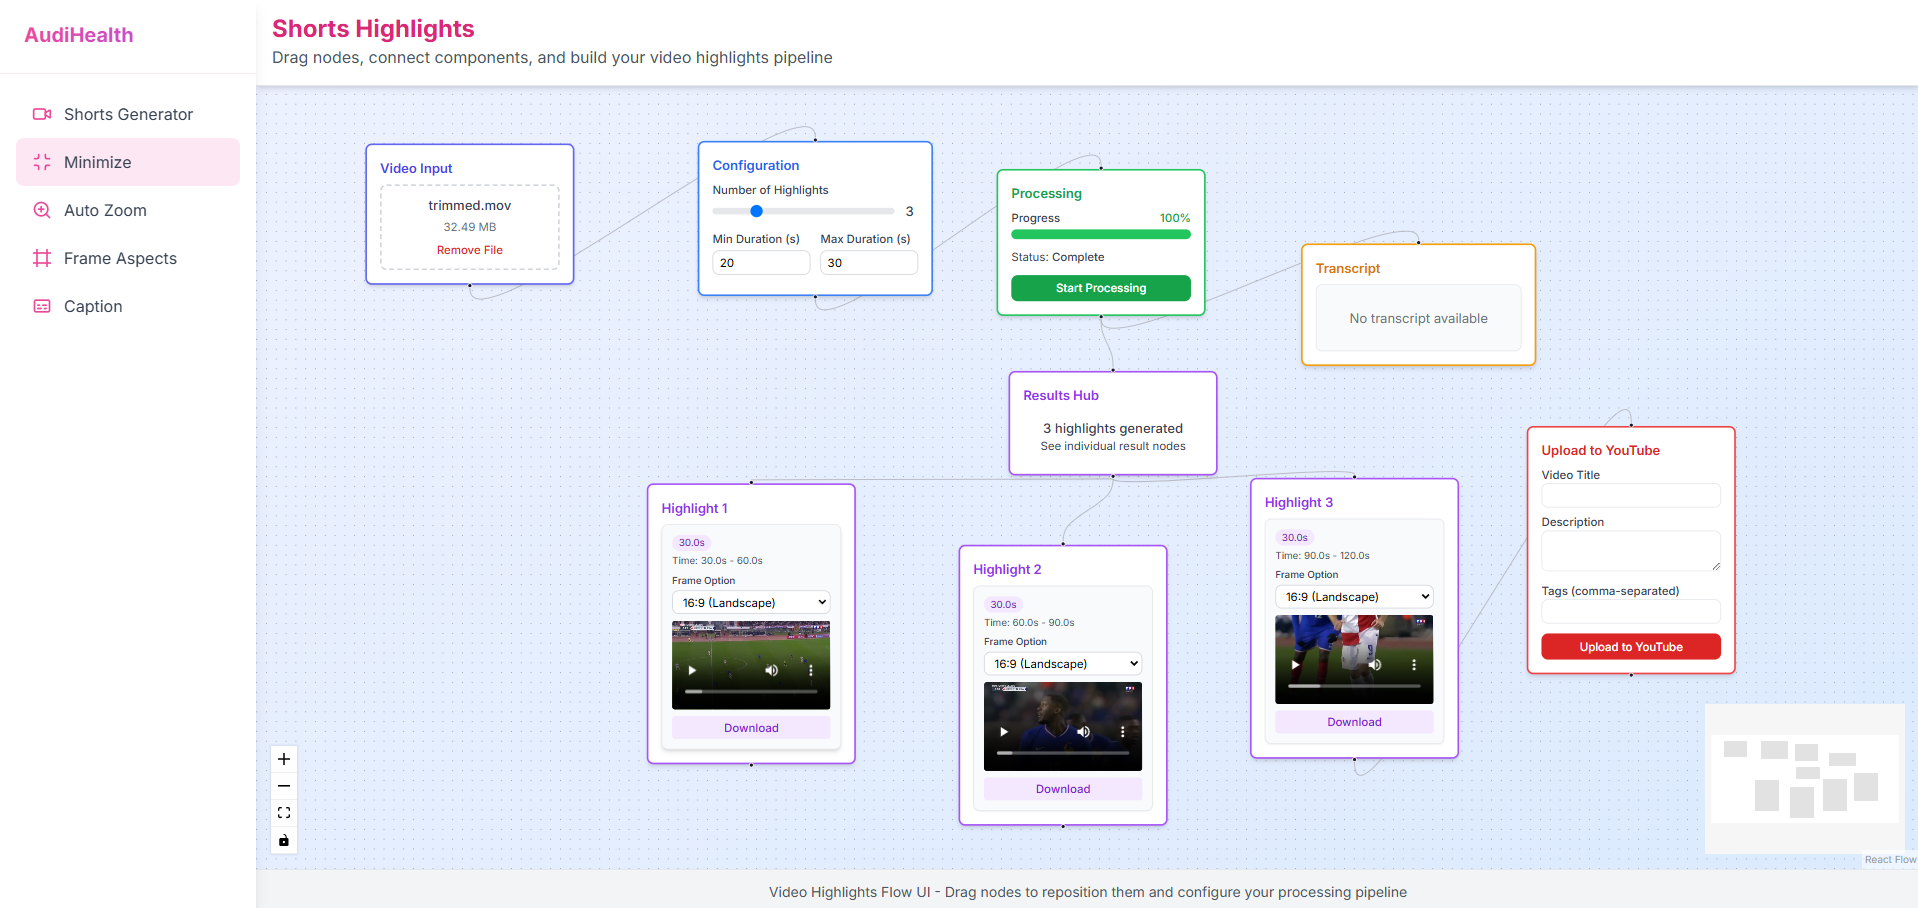 AudiHealth
Shorts Generator
Minimize
Auto Zoom
Frame Aspects
Caption
Shorts Highlights
Drag nodes, connect components, and build your video highlights pipeline
Video Input
trimmed.mov
32.49 MB
Remove File
Configuration
Number of Highlights
3
Min Duration (s)
Max Duration (s)
20
30
Processing
Progress
100%
Status: Complete
Start Processing
Transcript
No transcript available
Results Hub
3 highlights generated
See individual result nodes
Highlight 1
30.0s
Time: 30.0s - 60.0s
Frame Option
16:9 (Landscape)
Download
Highlight 2
30.0s
Time: 60.0s - 90.0s
Frame Option
16:9 (Landscape)
Download
Highlight 3
30.0s
Time: 90.0s - 120.0s
Frame Option
16:9 (Landscape)
Download
Upload to YouTube
Video Title
Description
Tags (comma-separated)
Upload to YouTube
React Flow
Video Highlights Flow UI - Drag nodes to reposition them and configure your processing pipeline